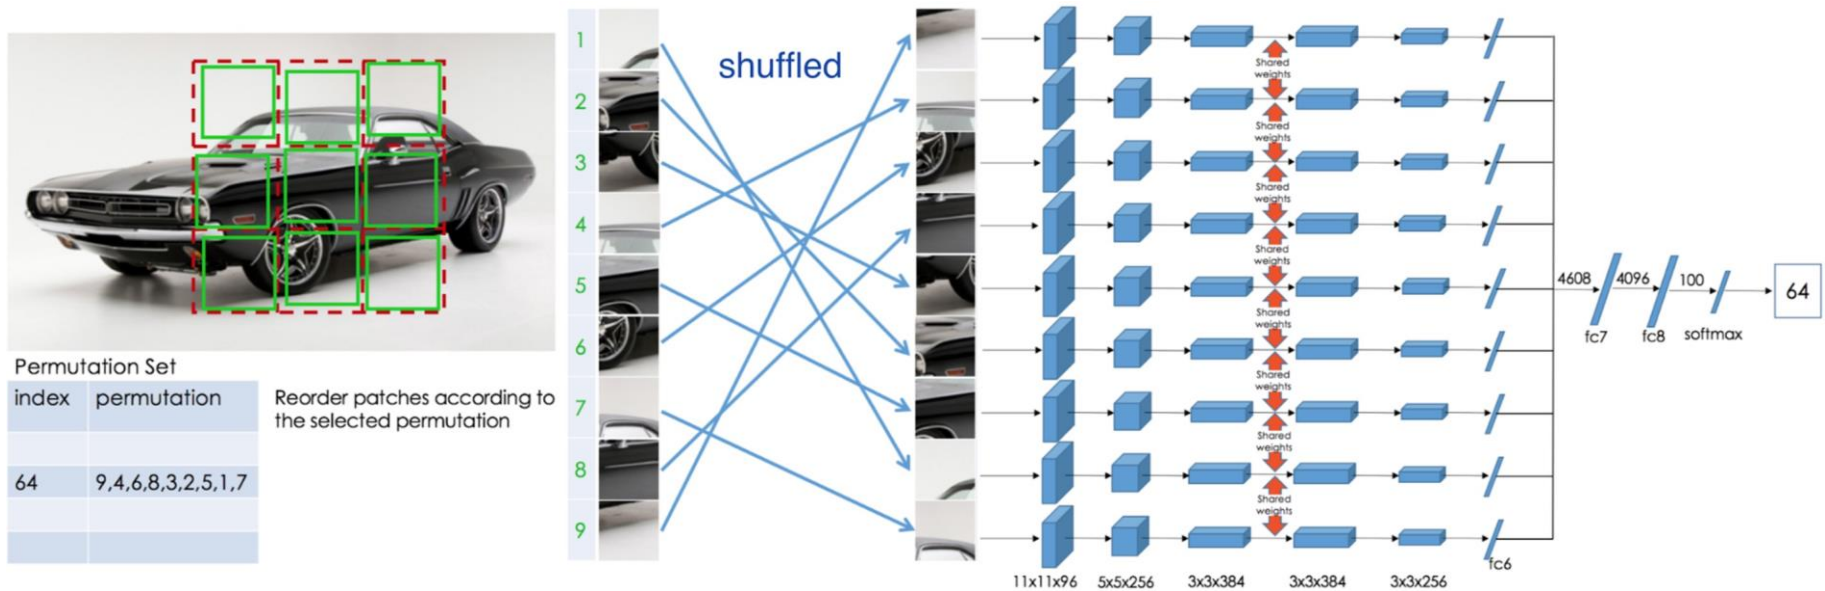 Permutation Set
index permutation
64 9,4,6,8,3,2,5,1,7
Reorder patches according to
the selected permutation
1
2
3
4
5
6
7
8
9
shuffled
Shared
weights
Shared
weights
Shared
weights
Shared
weights
Shared
weights
Shared
weights
Shared
weights
Shared
weights
11x11x96 5x5x256 3x3x384 3x3x384 3x3x256
fc6
4608
fc7
4096
fc8
100
softmax
64